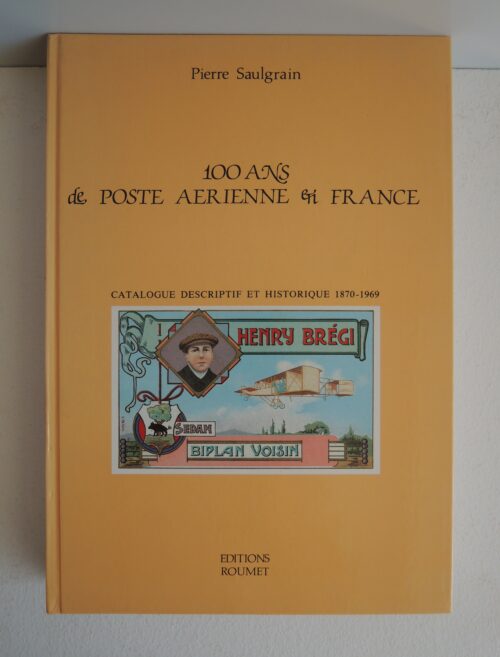 Pierre Saulgrain
100 ANS
de POSTE AERIENNE en FRANCE
CATALOGUE DESCRIPTIF ET HISTORIQUE 1870-1969
1
HENRY BRÉGI
SEDAN
BIPLAN VOISIN
EDITIONS
ROUMET